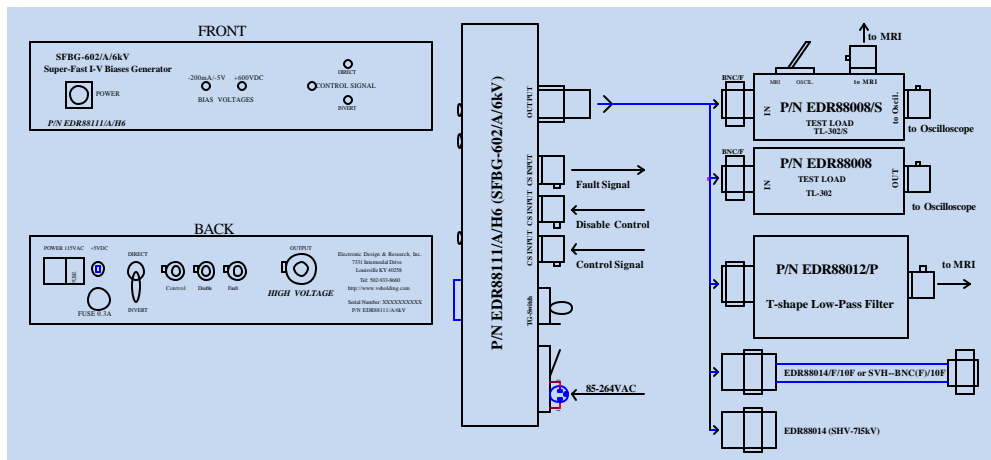 FRONT
SFBG-602/A/6kV
Super-Fast I-V Biases Generator
POWER
P/N EDR88111/A/H6
-200mA/-5V +600VDC
BIAS VOLTAGES
DIRECT
CONTROL SIGNAL
INVERT
BACK
POWER 115VAC
+5VDC
FUSE
FUSE 0.3A
DIRECT
INVERT
Control
Disable
Fault
OUTPUT
HIGH VOLTAGE
Electronic Design & Research, Inc.
7331 Intermodal Drive
Louisville KY 40258
Tel: 502-933-8660
http://www.vsholding.com
Serial Number: XXXXXXXXXX
P/N EDR88111/A/6kV
P/N EDR88111/A/H6 (SFBG-602/A/6kV)
OUTPUT
CS INPUT
CS INPUT
CS INPUT
TG-Switch
Fault Signal
Disable Control
Control Signal
85-264VAC
to MRI
BNC/F
MRI OSCIL.
to MRI
IN
P/N EDR88008/S
TEST LOAD
TL-302/S
to Oscil.
to Oscilloscope
BNC/F
IN
P/N EDR88008
TEST LOAD
TL-302
OUT
to Oscilloscope
P/N EDR88012/P
T-shape Low-Pass Filter
to MRI
EDR88014/F/10F or SVH--BNC(F)/10F
EDR88014 (SHV-7l5kV)